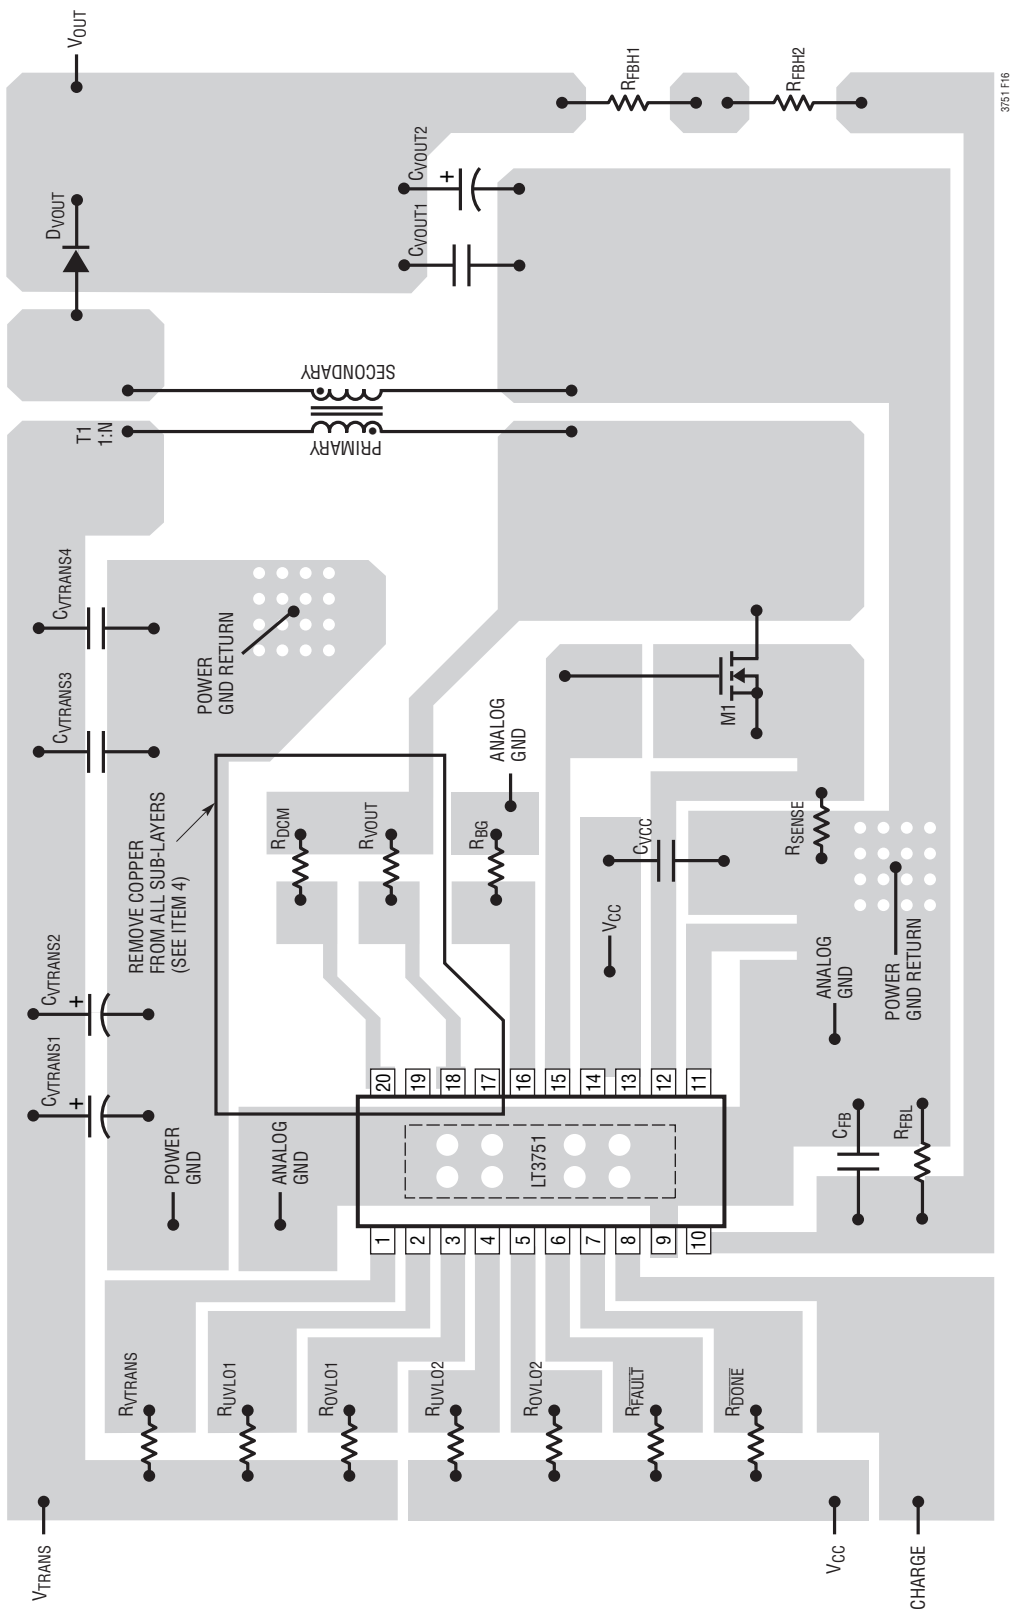 VOUT
DVOUT
CVOUT2
+
CVOUT1
RFBH1
RFBH2
3751 F16
SECONDARY
T1
1:N
PRIMARY
CVTRANS4
CVTRANS3
POWER
GND RETURN
M1
ANALOG
GND
REMOVE COPPER
FROM ALL SUB-LAYERS
(SEE ITEM 4)
RDCM
RVOUT
RBG
CVCC
RSENSE
VCC
CVTRANS2
+
CVTRANS1
+
ANALOG
GND
POWER
GND RETURN
20
19
18
17
16
15
14
13
12
11
CFB
RFBL
POWER
GND
ANALOG
GND
LT3751
1
2
3
4
5
6
7
8
9
10
RVTRANS
RUVLO1
ROVLO1
RUVLO2
ROVLO2
RFAULT
RDONE
VTRANS
VCC
CHARGE